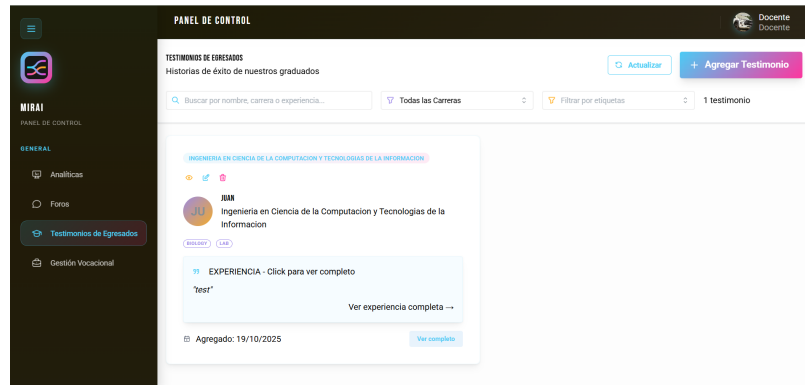 PANEL DE CONTROL
Docente
Docente
MIRAI
PANEL DE CONTROL
GENERAL
Analíticas
Foros
Testimonios de Egresados
Gestión Vocacional
TESTIMONIOS DE EGRESADOS
Historias de éxito de nuestros graduados
Actualizar
+ Agregar Testimonio
Buscar por nombre, carrera o experiencia...
Todas las Carreras
Filtrar por etiquetas
1 testimonio
INGENIERIA EN CIENCIA DE LA COMPUTACION Y TECNOLOGIAS DE LA INFORMACION
JU
JUAN
Ingenieria en Ciencia de la Computacion y Tecnologias de la
Informacion
BIOLOGY
LAB
EXPERIENCIA - Click para ver completo
"test"
Ver experiencia completa →
Agregado: 19/10/2025
Ver completo